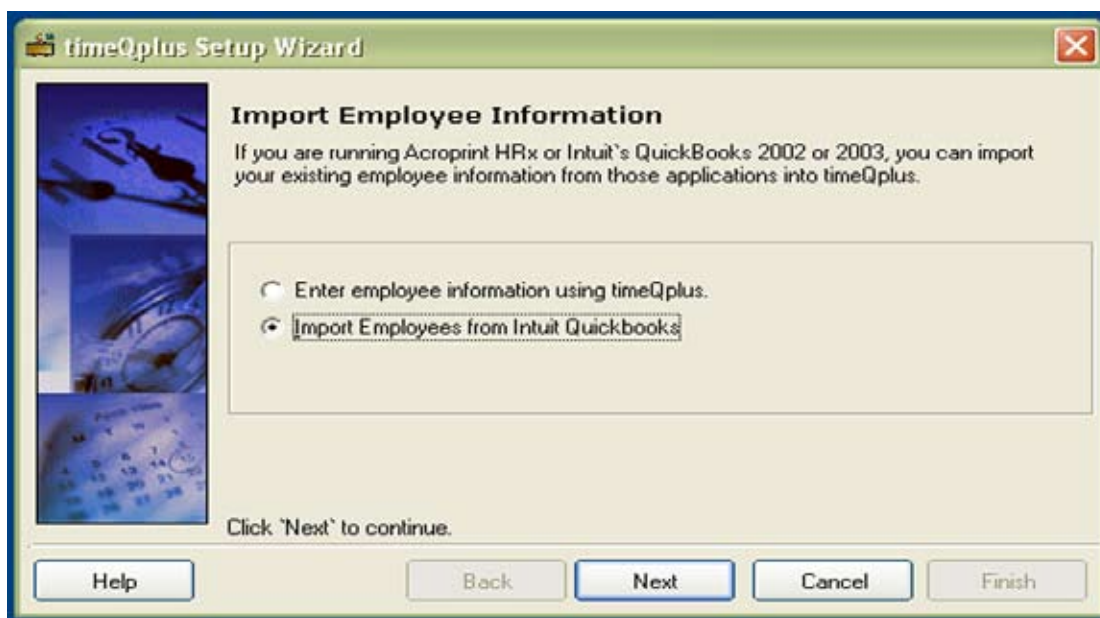 timeQplus Setup Wizard
Import Employee Information
If you are running Acroprint HRx or Intuit's QuickBooks 2002 or 2003, you can import
your existing employee information from those applications into timeQplus.
Enter employee information using timeQplus.
Import Employees from Intuit Quickbooks
Click `Next` to continue.
Help
Back
Next
Cancel
Finish